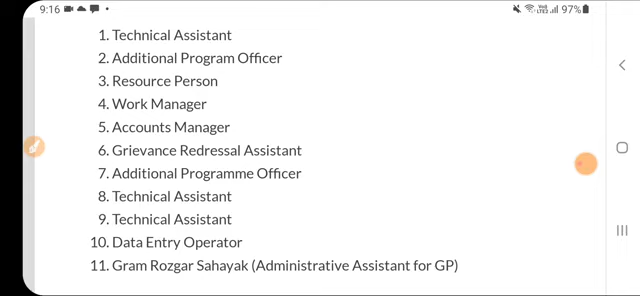 9:16
Vo) LTE2 97%
1. Technical Assistant
2. Additional Program Officer
3. Resource Person
4. Work Manager
5. Accounts Manager
6. Grievance Redressal Assistant
7. Additional Programme Officer
8. Technical Assistant
9. Technical Assistant
10. Data Entry Operator
11. Gram Rozgar Sahayak (Administrative Assistant for GP)